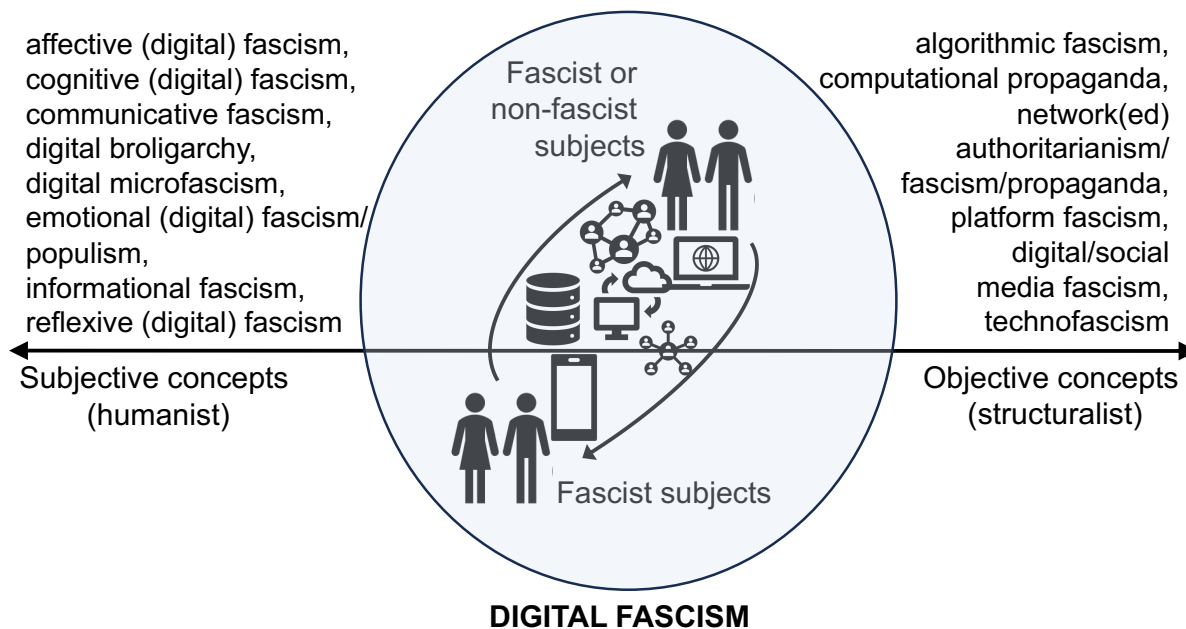 affective (digital) fascism,
cognitive (digital) fascism,
communicative fascism,
digital broligarchy,
digital microfascism,
emotional (digital) fascism/
populism,
informational fascism,
reflexive (digital) fascism
Subjective concepts
(humanist)
Fascist or
non-fascist
subjects
Fascist subjects
algorithmic fascism,
computational propaganda,
network(ed)
authoritarianism/
fascism/propaganda,
platform fascism,
digital/social
media fascism,
technofascism
Objective concepts
(structuralist)
DIGITAL FASCISM